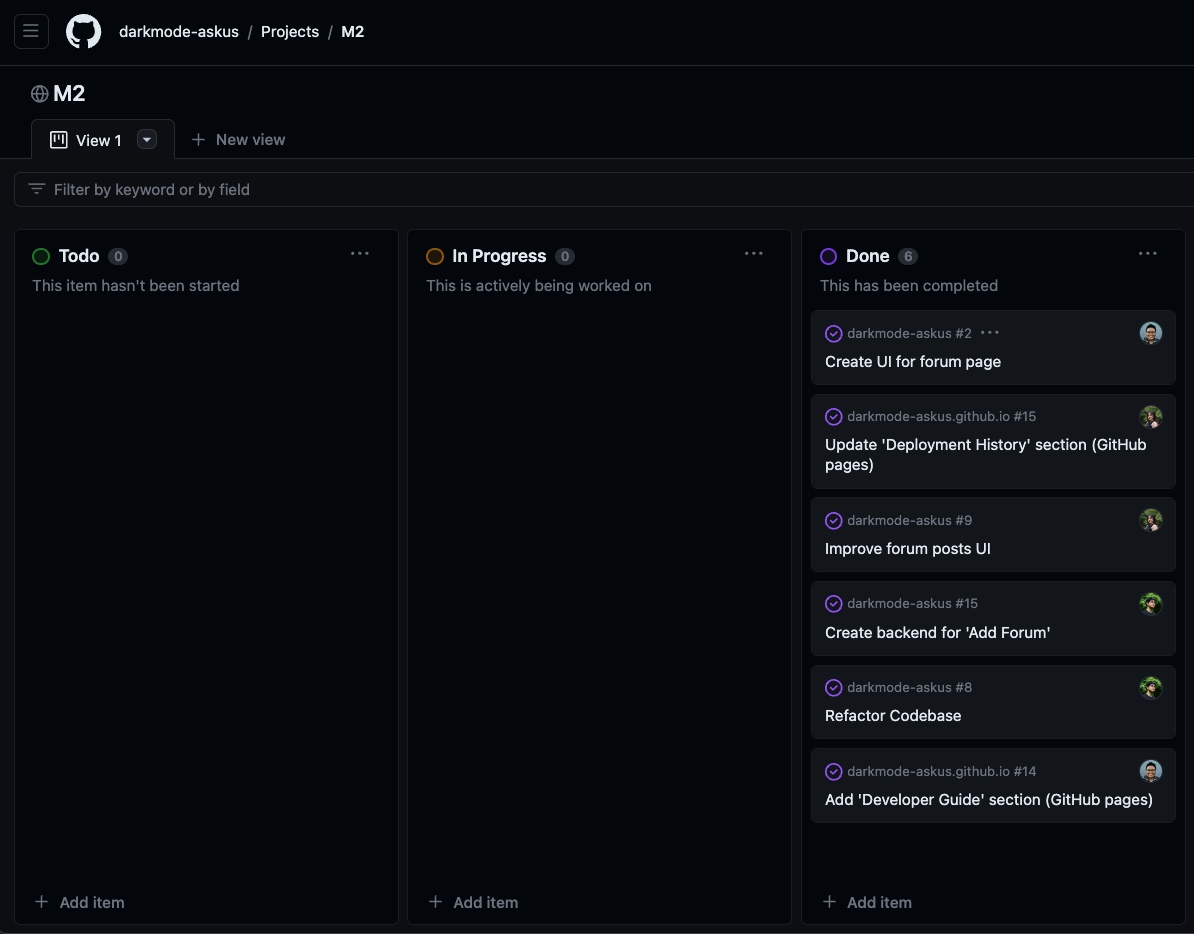 darkmode-askus / Projects / M2
M2
View 1
New view
Filter by keyword or by field
Todo 0
This item hasn't been started
Add item
In Progress 0
This is actively being worked on
Add item
Done 6
This has been completed
darkmode-askus #2
Create UI for forum page
darkmode-askus.github.io #15
Update 'Deployment History' section (GitHub
pages)
darkmode-askus #9
Improve forum posts UI
darkmode-askus #15
Create backend for 'Add Forum'
darkmode-askus #8
Refactor Codebase
darkmode-askus.github.io #14
Add 'Developer Guide' section (GitHub pages)
Add item